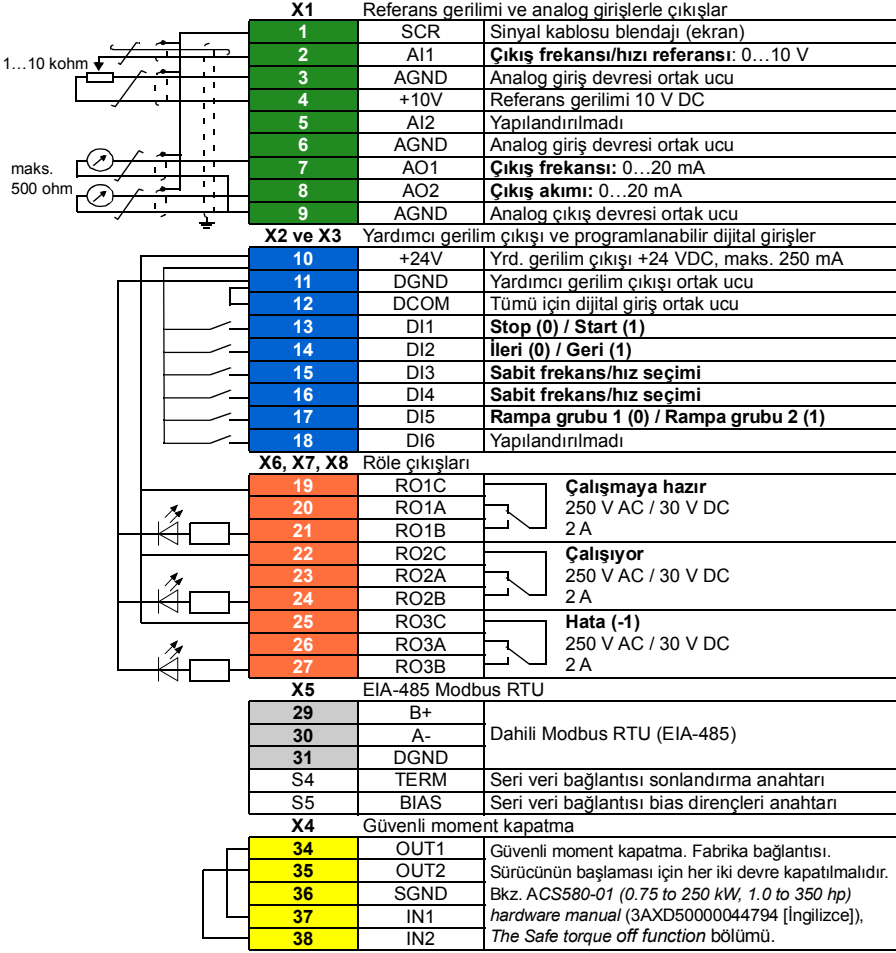 X1 Referans gerilimi ve analog girişlerle çıkışlar
1 SCR Sinyal kablosu blendajı (ekran)
1…10 kohm
2 AI1 Çıkış frekansı/hızı referansı: 0…10 V
3 AGND Analog giriş devresi ortak ucu
4 +10V Referans gerilimi 10 V DC
5 AI2 Yapılandırılmadı
6 AGND Analog giriş devresi ortak ucu
maks.
500 ohm
7 AO1 Çıkış frekansı: 0…20 mA
8 AO2 Çıkış akımı: 0…20 mA
9 AGND Analog çıkış devresi ortak ucu
X2 ve X3 Yardımcı gerilim çıkışı ve programlanabilir dijital girişler
10 +24V Yrd. gerilim çıkışı +24 VDC, maks. 250 mA
11 DGND Yardımcı gerilim çıkışı ortak ucu
12 DCOM Tümü için dijital giriş ortak ucu
13 DI1 Stop (0) / Start (1)
14 DI2 İleri (0) / Geri (1)
15 DI3 Sabit frekans/hız seçimi
16 DI4 Sabit frekans/hız seçimi
17 DI5 Rampa grubu 1 (0) / Rampa grubu 2 (1)
18 DI6 Yapılandırılmadı
X6, X7, X8 Röle çıkışları
19 RO1C Çalışmaya hazır
20 RO1A 250 V AC / 30 V DC
21 RO1B 2 A
22 RO2C Çalışıyor
23 RO2A 250 V AC / 30 V DC
24 RO2B 2 A
25 RO3C Hata (-1)
26 RO3A 250 V AC / 30 V DC
27 RO3B 2 A
X5 EIA-485 Modbus RTU
29 B+
30 A- Dahili Modbus RTU (EIA-485)
31 DGND
S4 TERM Seri veri bağlantısı sonlandırma anahtarı
S5 BIAS Seri veri bağlantısı bias dirençleri anahtarı
X4 Güvenli moment kapatma
34 OUT1 Güvenli moment kapatma. Fabrika bağlantısı.
35 OUT2 Sürücünün başlaması için her iki devre kapatılmalıdır.
36 SGND Bkz. ACS580-01 (0.75 to 250 kW, 1.0 to 350 hp)
37 IN1 hardware manual (3AXD50000044794 [İngilizce]),
38 IN2 The Safe torque off function bölümü.